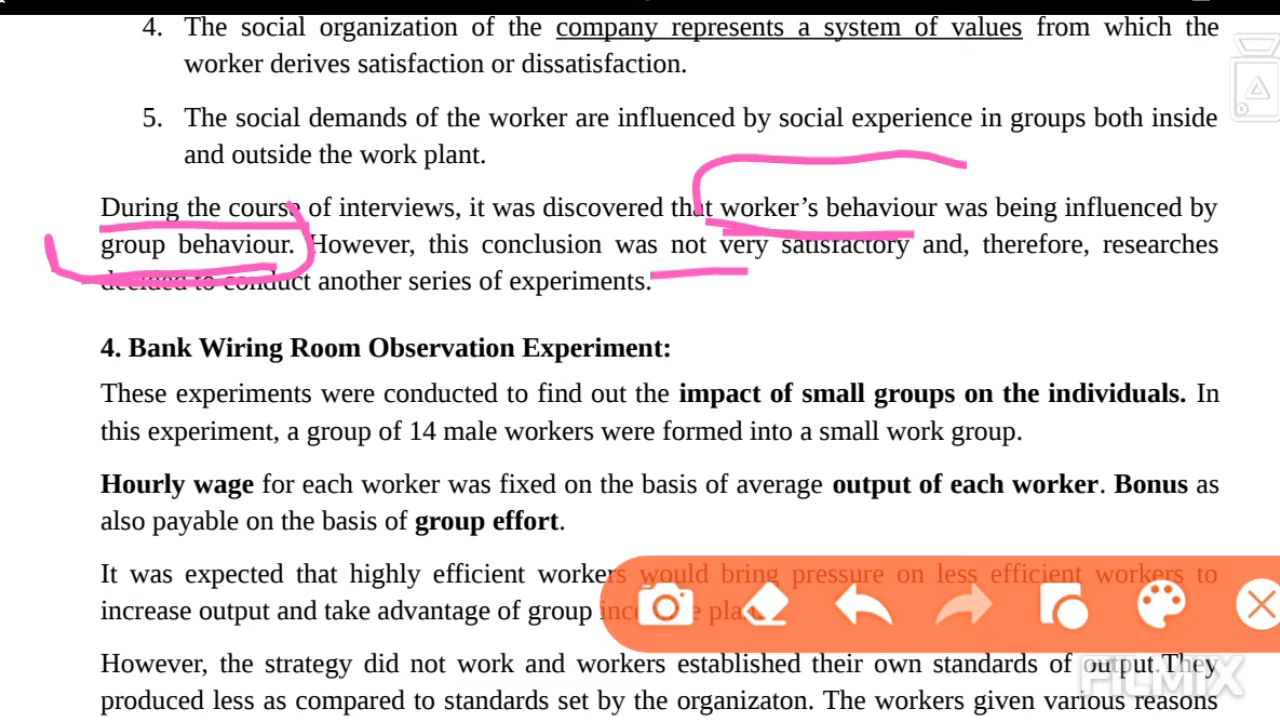 4. The social organization of the company represents a system of values from which the
worker derives satisfaction or dissatisfaction.
5. The social demands of the worker are influenced by social experience in groups both inside
and outside the work plant.
During the course of interviews, it was discovered that worker's behaviour was being influenced by
group behaviour. However, this conclusion was not very satisfactory and, therefore, researches
decided to conduct another series of experiments.
4. Bank Wiring Room Observation Experiment:
These experiments were conducted to find out the impact of small groups on the individuals. In
this experiment, a group of 14 male workers were formed into a small work group.
Hourly wage for each worker was fixed on the basis of average output of each worker. Bonus as
also payable on the basis of group effort.
It was expected that highly efficient workers would bring pressure on less efficient workers to
increase output and take advantage of group
However, the strategy did not work and workers established their own standards of output.They
produced less as compared to standards set by the organizaton. The workers given various reasons
FILMIX